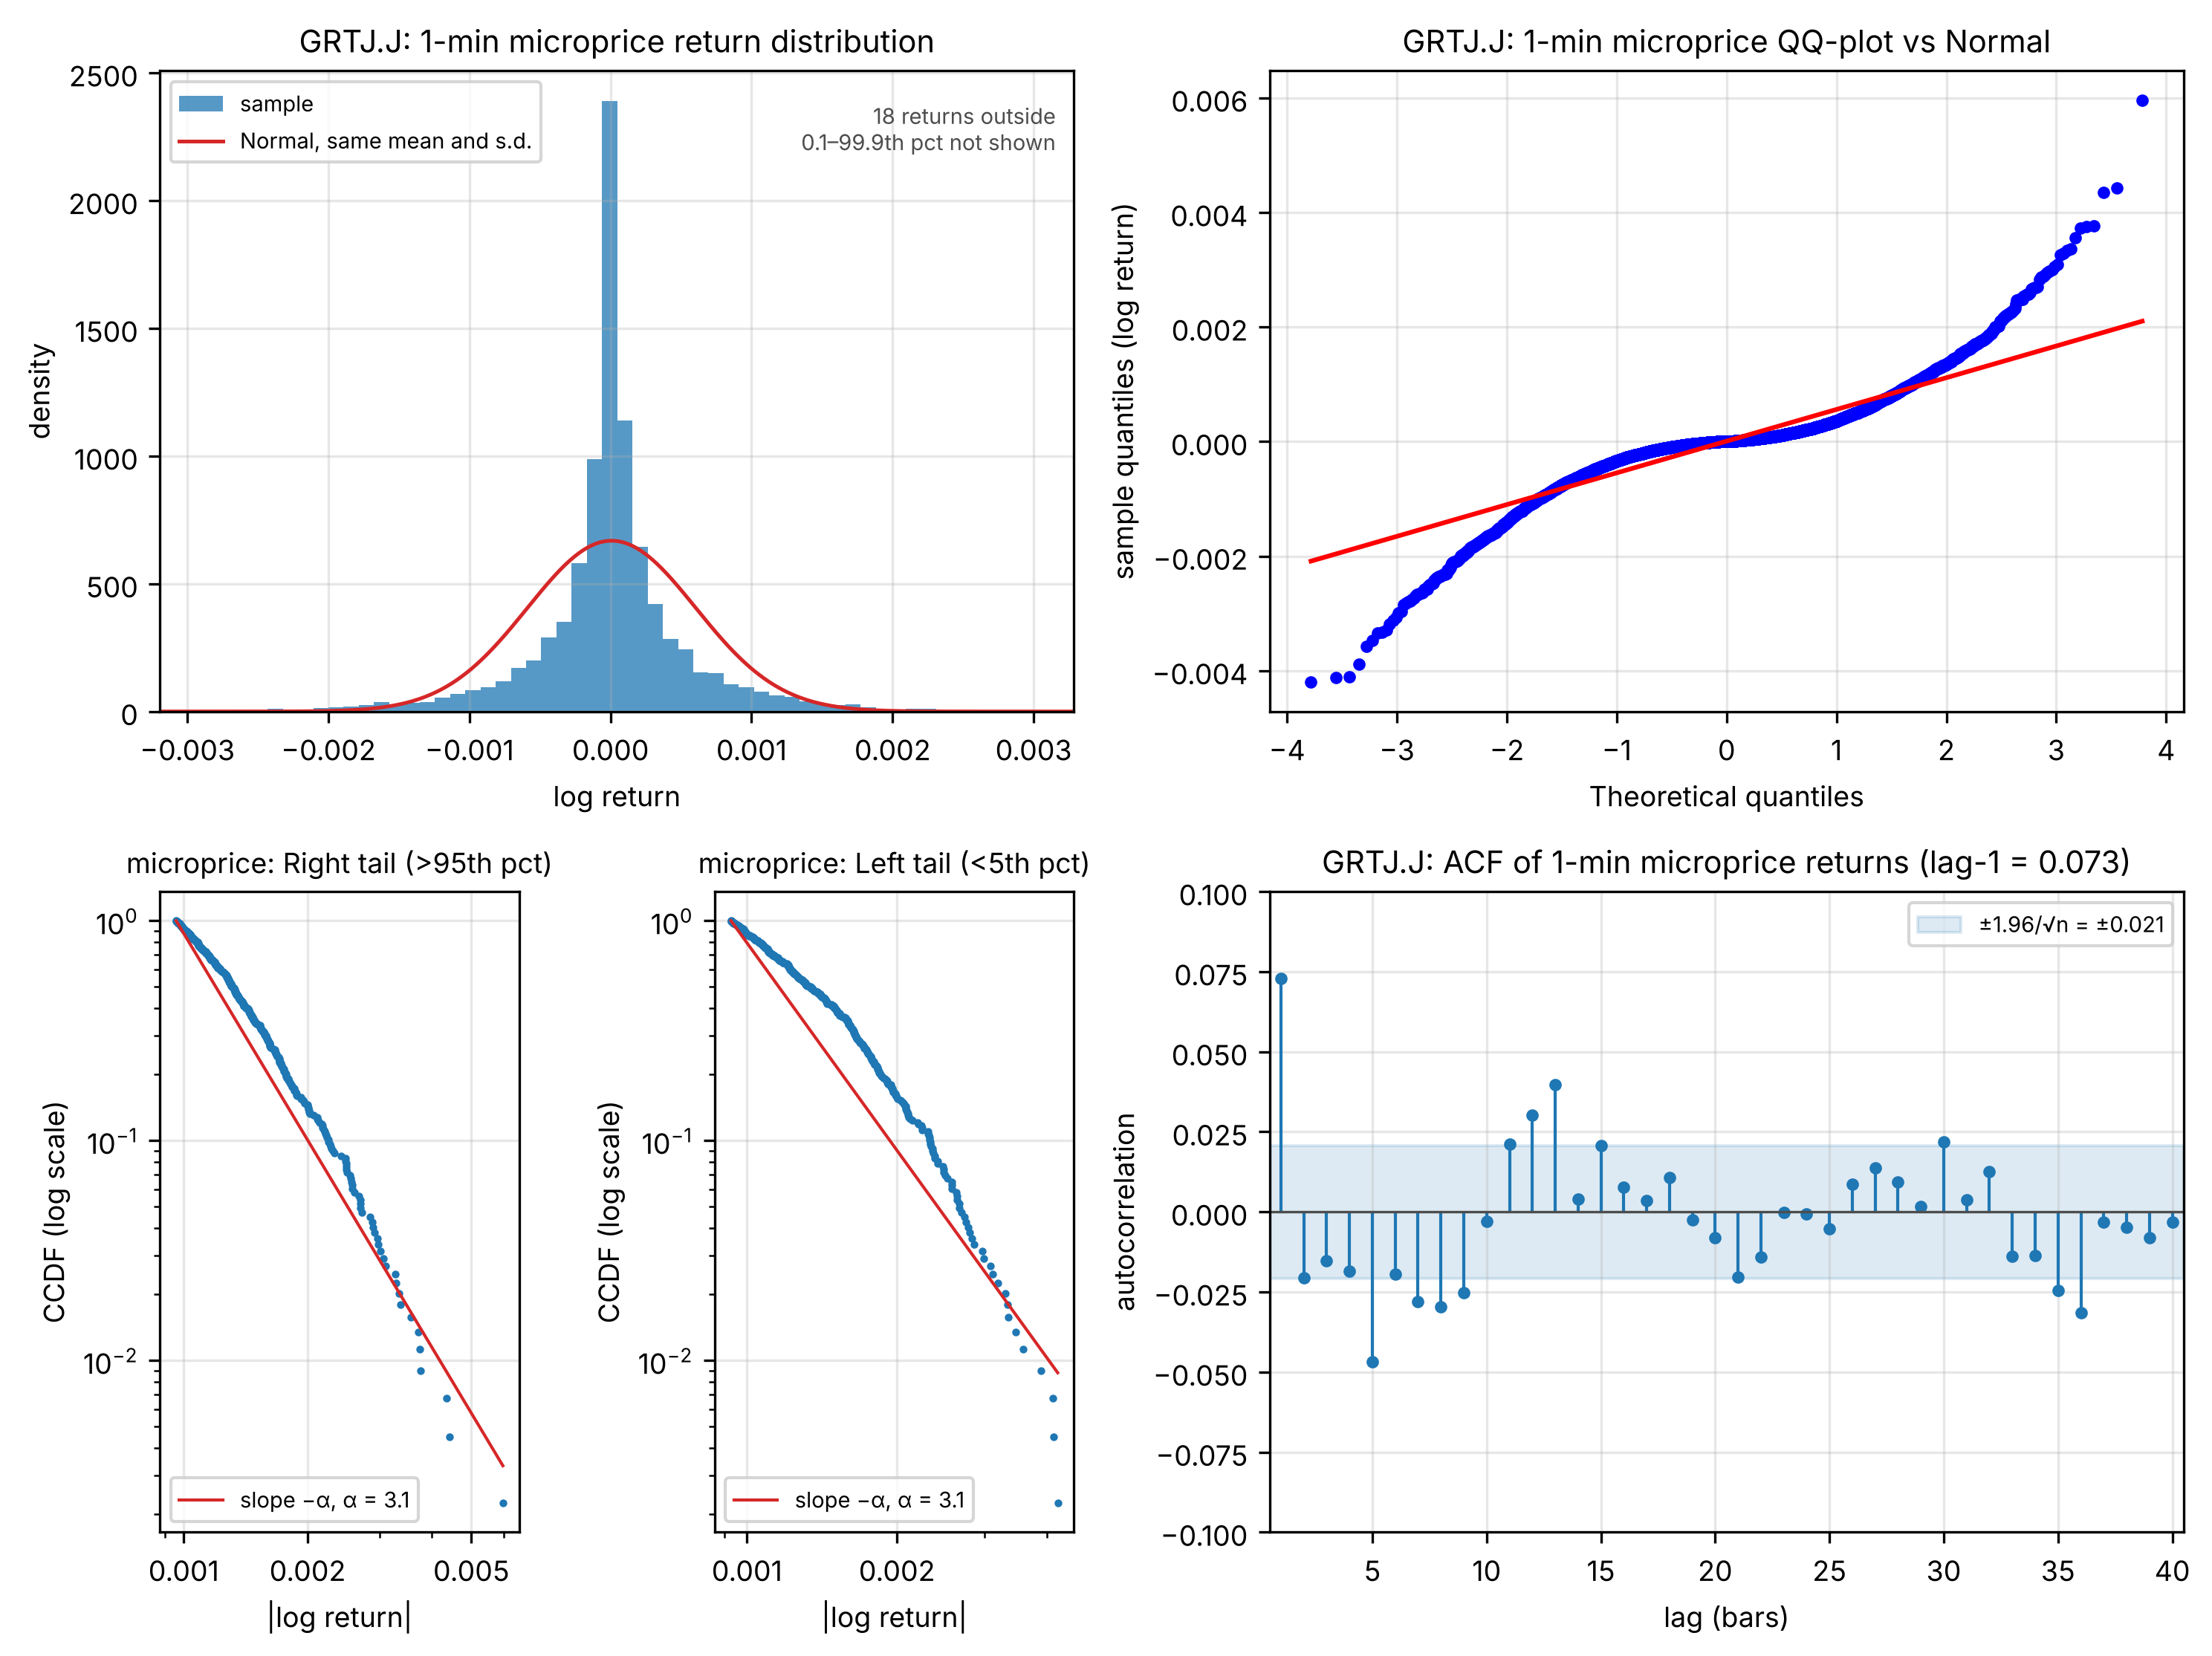 GRTJ.J: 1-min microprice return distribution
2500
2000
1500
1000
500
0
density
sample
Normal, same mean and s.d.
18 returns outside
0.1–99.9th pct not shown
−0.003
−0.002
−0.001
0.000
0.001
0.002
0.003
log return
GRTJ.J: 1-min microprice QQ-plot vs Normal
0.006
0.004
0.002
0.000
−0.002
−0.004
sample quantiles (log return)
−4
−3
−2
−1
0
1
2
3
4
Theoretical quantiles
microprice: Right tail (>95th pct)
10⁰
10⁻¹
10⁻²
CCDF (log scale)
slope −α, α = 3.1
0.001
0.002
0.005
|log return|
microprice: Left tail (<5th pct)
10⁰
10⁻¹
10⁻²
CCDF (log scale)
slope −α, α = 3.1
0.001
0.002
|log return|
GRTJ.J: ACF of 1-min microprice returns (lag-1 = 0.073)
0.100
0.075
0.050
0.025
0.000
−0.025
−0.050
−0.075
−0.100
autocorrelation
±1.96/√n = ±0.021
5
10
15
20
25
30
35
40
lag (bars)